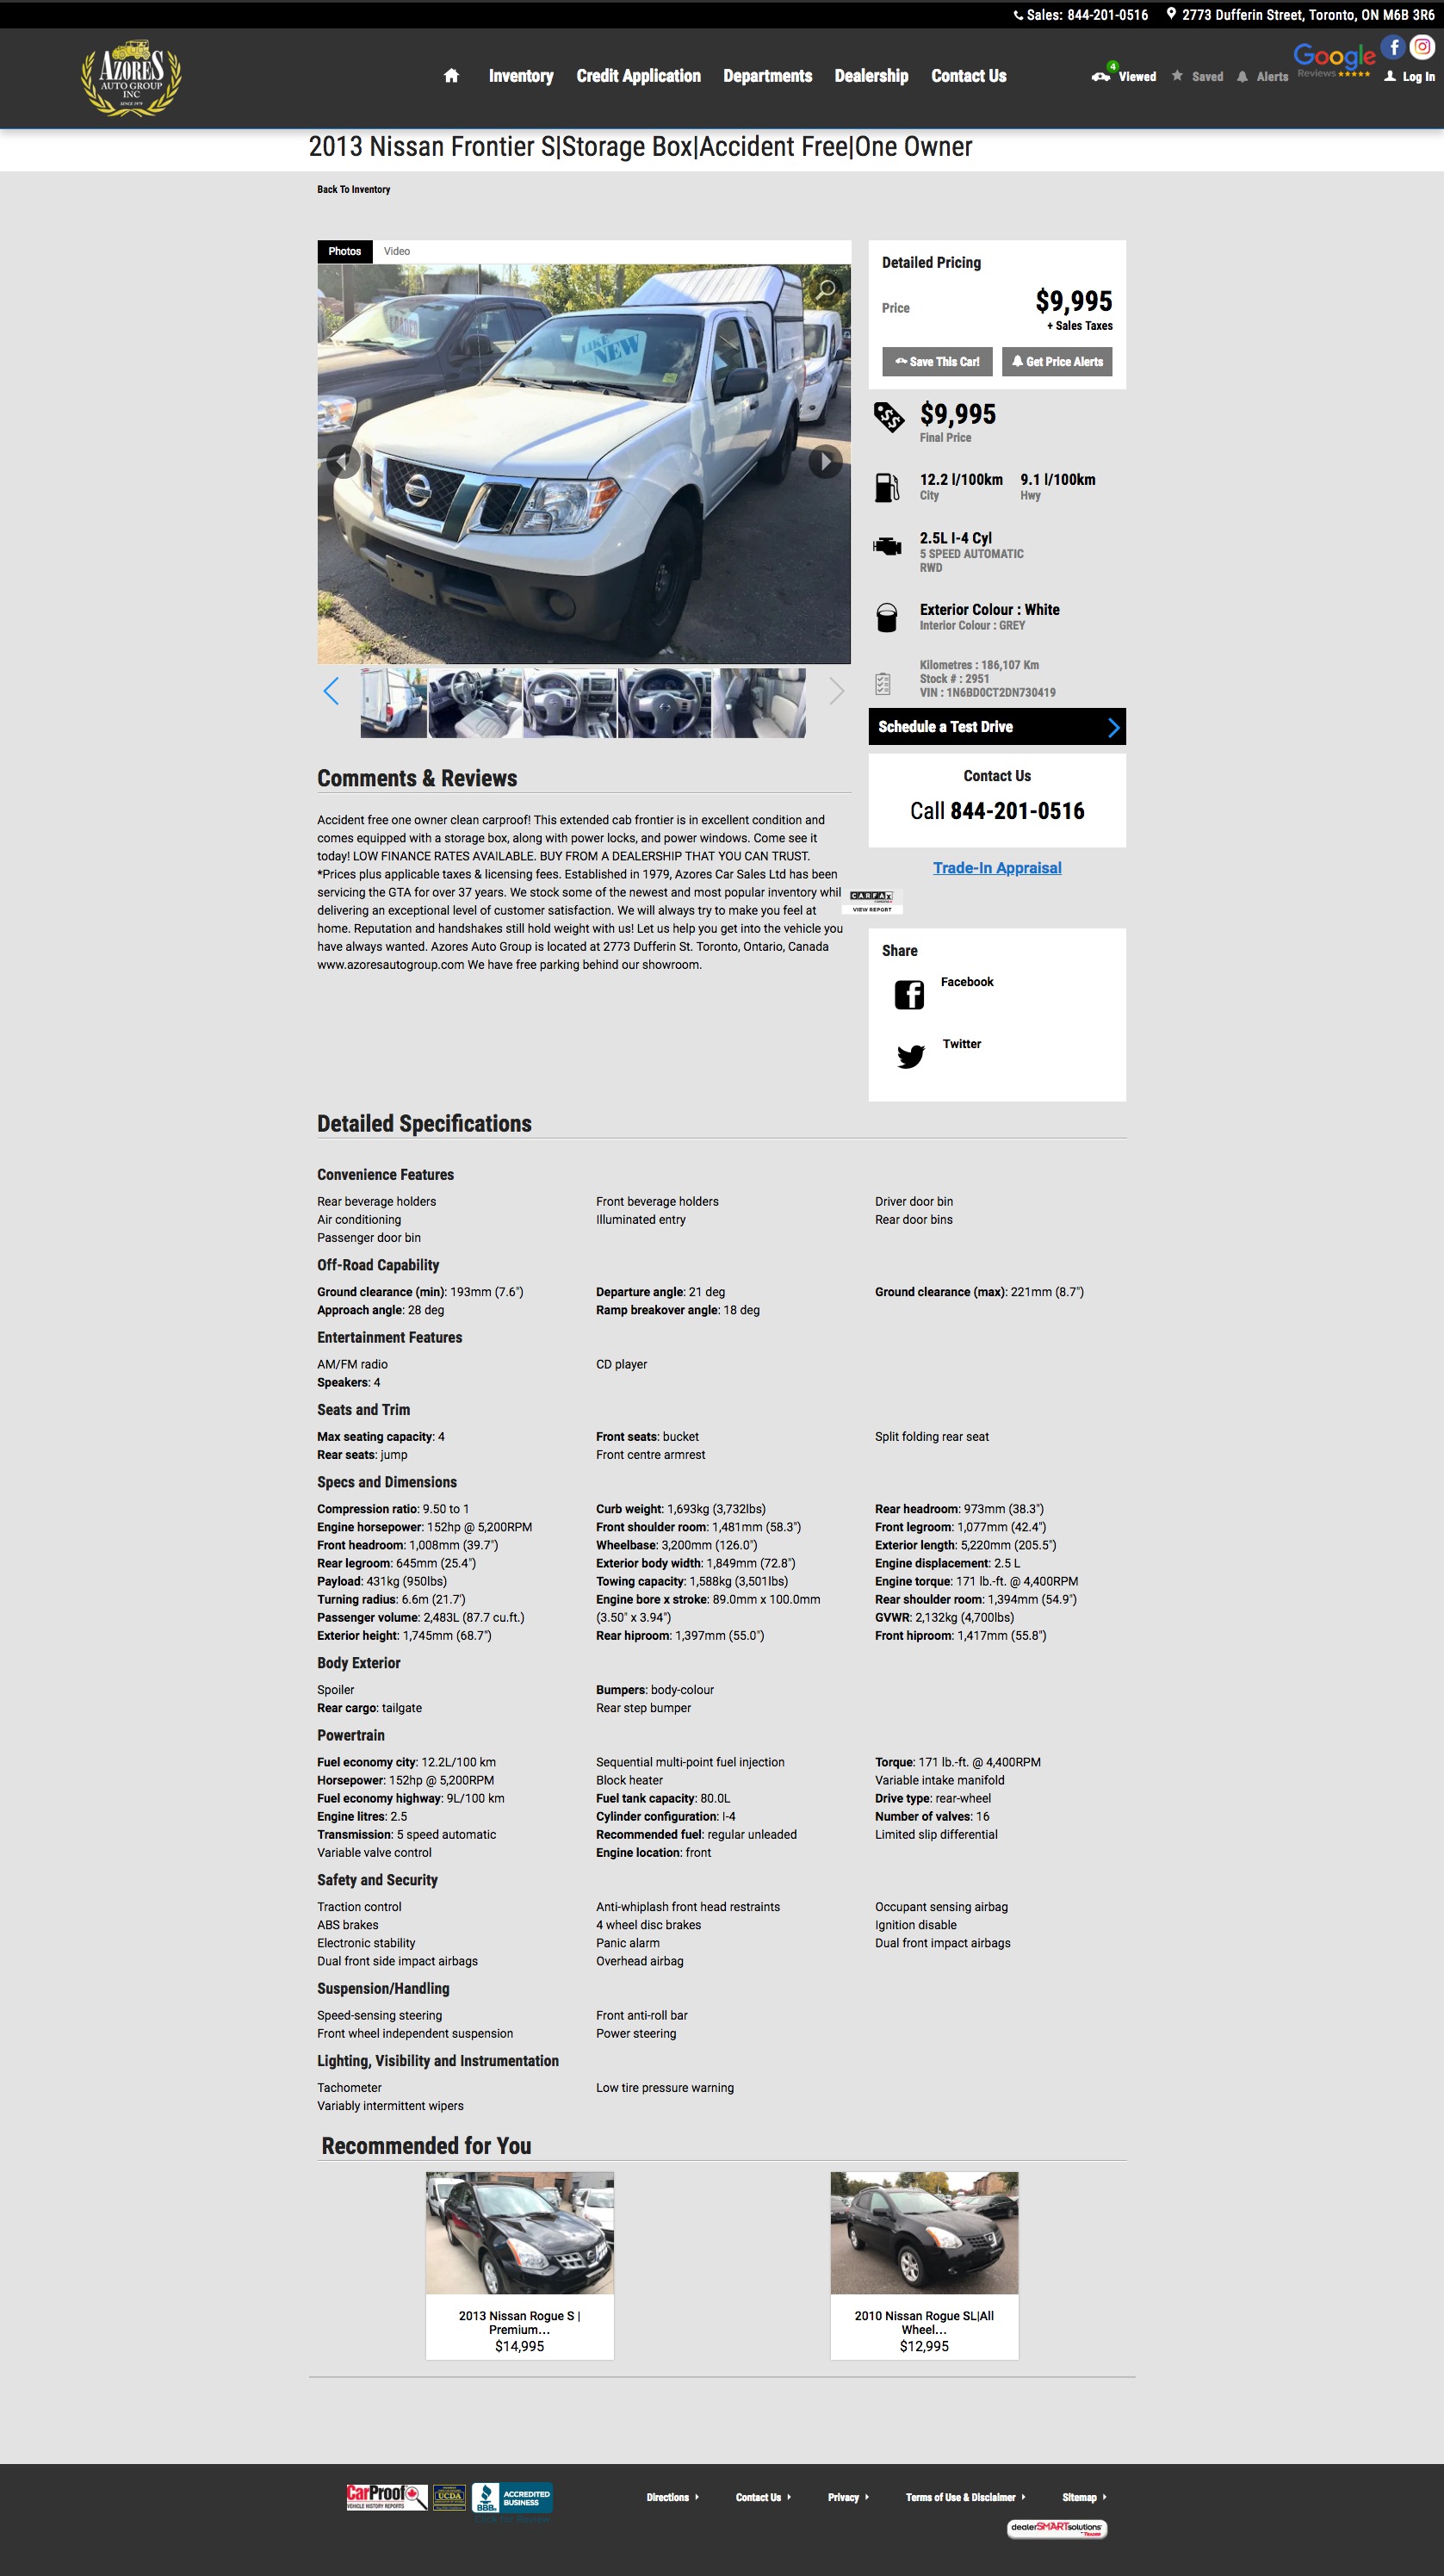 Sales: 844-201-0516 2773 Dufferin Street, Toronto, ON M6B 3R6
AZORES
AUTO GROUP
INC
SINCE 1979
Inventory Credit Application Departments Dealership Contact Us
4
Viewed Saved Alerts
Google
Reviews
Log In
2013 Nissan Frontier S|Storage Box|Accident Free|One Owner
Back To Inventory
Photos Video
LOADED
LIKE
NEW
Detailed Pricing
Price $9,995
+ Sales Taxes
Save This Car! Get Price Alerts
$9,995
Final Price
12.2 l/100km 9.1 l/100km
City Hwy
2.5L I-4 Cyl
5 SPEED AUTOMATIC
RWD
Exterior Colour : White
Interior Colour : GREY
Kilometres : 186,107 Km
Stock # : 2951
VIN : 1N6BD0CT2DN730419
Schedule a Test Drive
Contact Us
Call 844-201-0516
Trade-In Appraisal
CARFAX
VIEW REPORT
Share
Facebook
Twitter
Comments & Reviews
Accident free one owner clean carproof! This extended cab frontier is in excellent condition and
comes equipped with a storage box, along with power locks, and power windows. Come see it
today! LOW FINANCE RATES AVAILABLE. BUY FROM A DEALERSHIP THAT YOU CAN TRUST.
*Prices plus applicable taxes & licensing fees. Established in 1979, Azores Car Sales Ltd has been
servicing the GTA for over 37 years. We stock some of the newest and most popular inventory whil
delivering an exceptional level of customer satisfaction. We will always try to make you feel at
home. Reputation and handshakes still hold weight with us! Let us help you get into the vehicle you
have always wanted. Azores Auto Group is located at 2773 Dufferin St. Toronto, Ontario, Canada
www.azoresautogroup.com We have free parking behind our showroom.
Detailed Specifications
Convenience Features
Rear beverage holders Front beverage holders Driver door bin
Air conditioning Illuminated entry Rear door bins
Passenger door bin
Off-Road Capability
Ground clearance (min): 193mm (7.6") Departure angle: 21 deg Ground clearance (max): 221mm (8.7")
Approach angle: 28 deg Ramp breakover angle: 18 deg
Entertainment Features
AM/FM radio CD player
Speakers: 4
Seats and Trim
Max seating capacity: 4 Front seats: bucket Split folding rear seat
Rear seats: jump Front centre armrest
Specs and Dimensions
Compression ratio: 9.50 to 1 Curb weight: 1,693kg (3,732lbs) Rear headroom: 973mm (38.3")
Engine horsepower: 152hp @ 5,200RPM Front shoulder room: 1,481mm (58.3") Front legroom: 1,077mm (42.4")
Front headroom: 1,008mm (39.7") Wheelbase: 3,200mm (126.0") Exterior length: 5,220mm (205.5")
Rear legroom: 645mm (25.4") Exterior body width: 1,849mm (72.8") Engine displacement: 2.5 L
Payload: 431kg (950lbs) Towing capacity: 1,588kg (3,501lbs) Engine torque: 171 lb.-ft. @ 4,400RPM
Turning radius: 6.6m (21.7') Engine bore x stroke: 89.0mm x 100.0mm Rear shoulder room: 1,394mm (54.9")
Passenger volume: 2,483L (87.7 cu.ft.) (3.50" x 3.94") GVWR: 2,132kg (4,700lbs)
Exterior height: 1,745mm (68.7") Rear hiproom: 1,397mm (55.0") Front hiproom: 1,417mm (55.8")
Body Exterior
Spoiler Bumpers: body-colour
Rear cargo: tailgate Rear step bumper
Powertrain
Fuel economy city: 12.2L/100 km Sequential multi-point fuel injection Torque: 171 lb.-ft. @ 4,400RPM
Horsepower: 152hp @ 5,200RPM Block heater Variable intake manifold
Fuel economy highway: 9L/100 km Fuel tank capacity: 80.0L Drive type: rear-wheel
Engine litres: 2.5 Cylinder configuration: I-4 Number of valves: 16
Transmission: 5 speed automatic Recommended fuel: regular unleaded Limited slip differential
Variable valve control Engine location: front
Safety and Security
Traction control Anti-whiplash front head restraints Occupant sensing airbag
ABS brakes 4 wheel disc brakes Ignition disable
Electronic stability Panic alarm Dual front impact airbags
Dual front side impact airbags Overhead airbag
Suspension/Handling
Speed-sensing steering Front anti-roll bar
Front wheel independent suspension Power steering
Lighting, Visibility and Instrumentation
Tachometer Low tire pressure warning
Variably intermittent wipers
Recommended for You
2013 Nissan Rogue S |
Premium...
$14,995
2010 Nissan Rogue SL|All
Wheel...
$12,995
CarProof
VEHICLE HISTORY REPORTS
UCDA
BBB
ACCREDITED
BUSINESS
Click for Review
Directions Contact Us Privacy Terms of Use & Disclaimer Sitemap
dealerSMARTsolutions